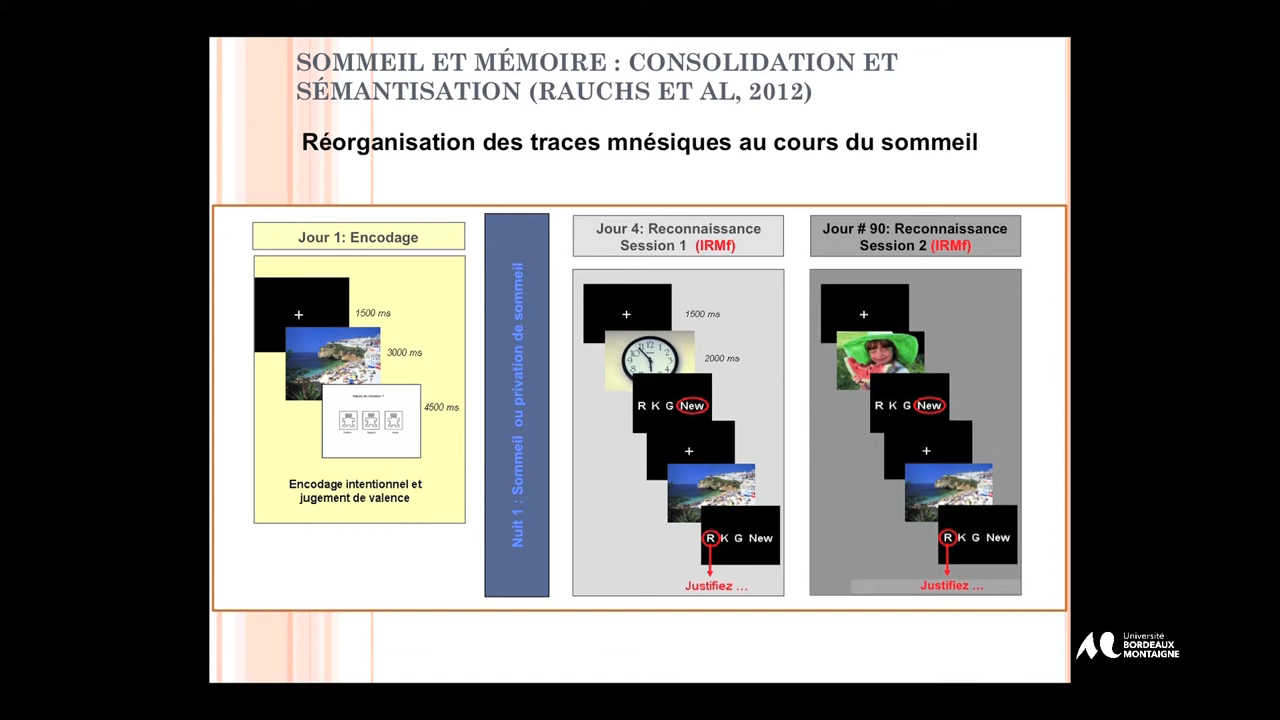 SOMMEIL ET MÉMOIRE : CONSOLIDATION ET
SÉMANTISATION (RAUCHS ET AL, 2012)
Réorganisation des traces mnésiques au cours du sommeil
Jour 1: Encodage
1500 ms
3000 ms
4500 ms
Encodage intentionnel et
jugement de valence
Nuit 1 : Sommeil ou privation de sommeil
Jour 4: Reconnaissance
Session 1 (IRMf)
1500 ms
2000 ms
R K G New
R K G New
Justifiez ...
Jour # 90: Reconnaissance
Session 2 (IRMf)
R K G New
R K G New
Justifiez ...
Université
BORDEAUX
MONTAIGNE